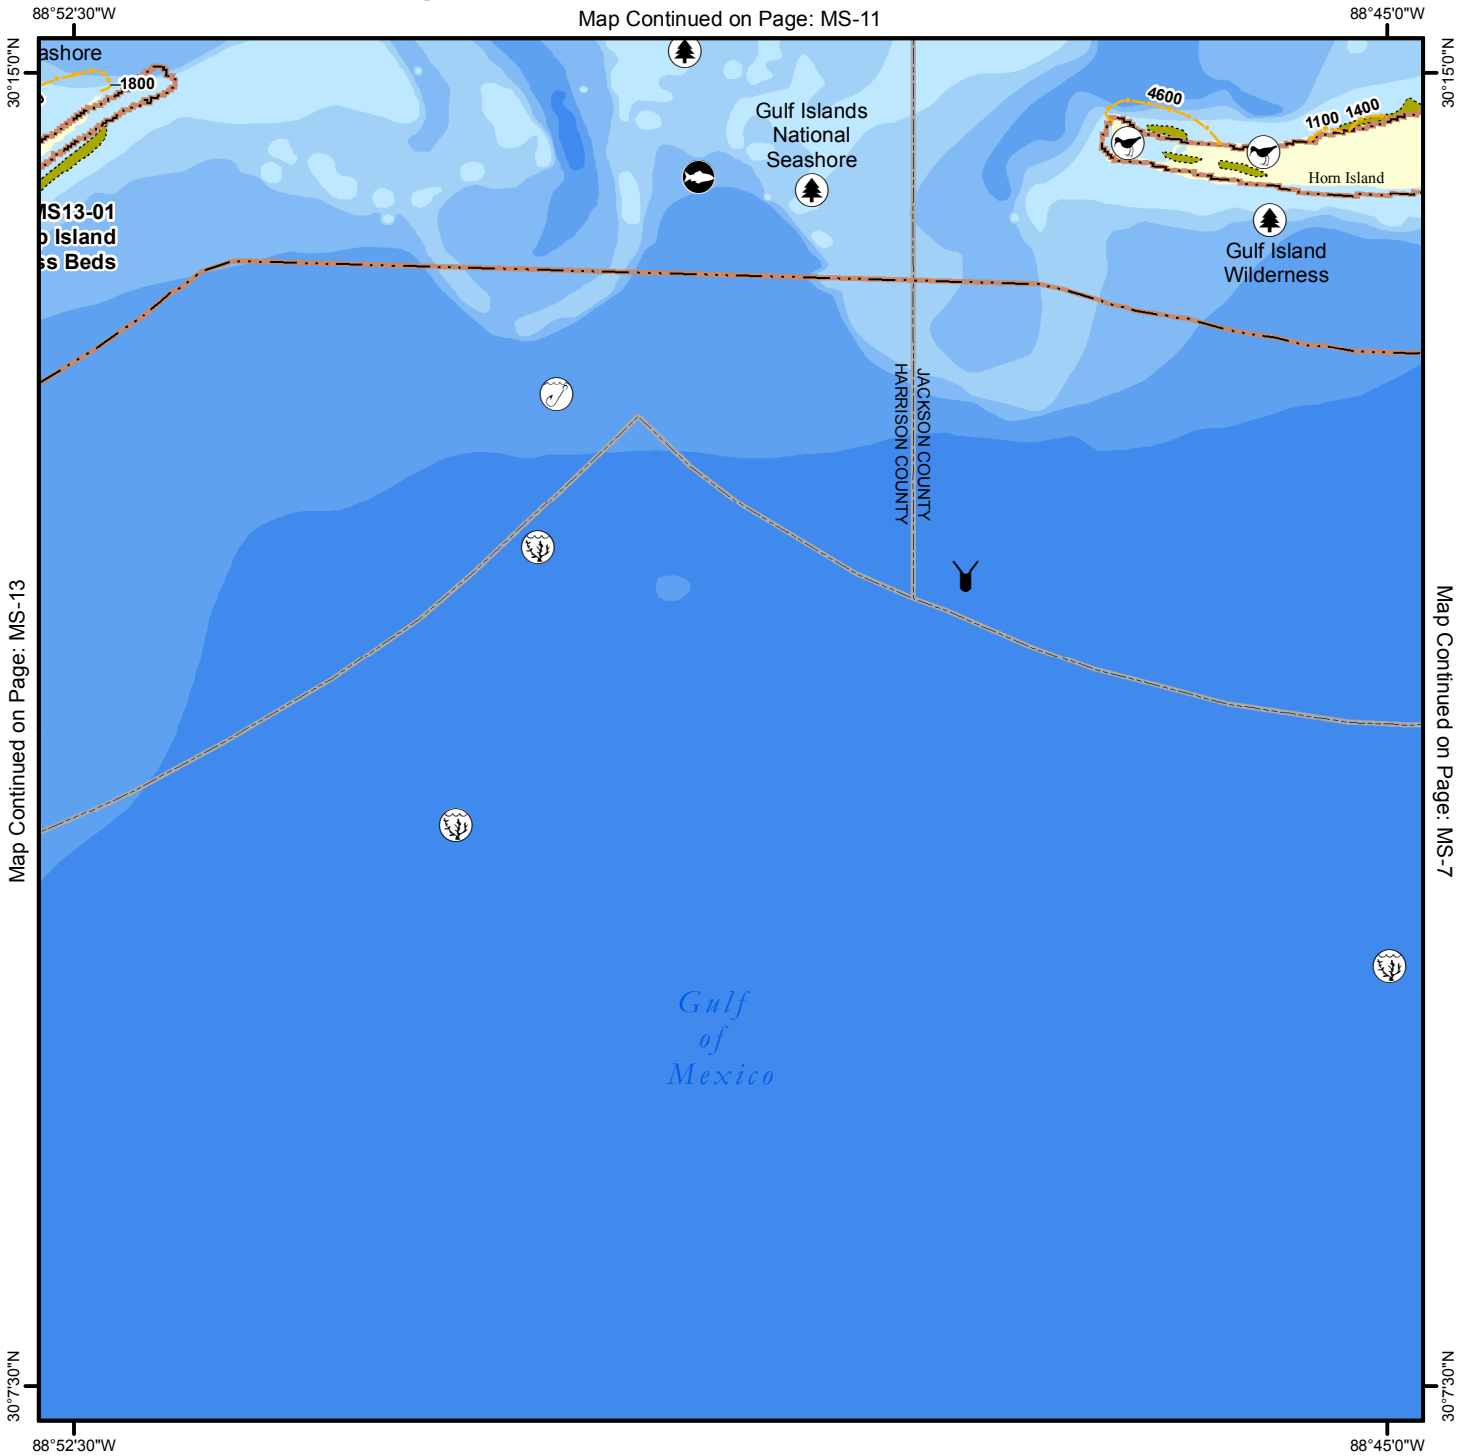 88°52'30"W
Map Continued on Page: MS-11
88°45'0"W
30°15'0"N
30°15'0"N
ashore
1800
4600
1100
1400
Gulf Islands
National
Seashore
Horn Island
MS13-01
Island
ss Beds
Gulf Island
Wilderness
JACKSON COUNTY
HARRISON COUNTY
Map Continued on Page: MS-13
Map Continued on Page: MS-7
Gulf
of
Mexico
30°7'30"N
30°7'30"N
88°52'30"W
88°45'0"W